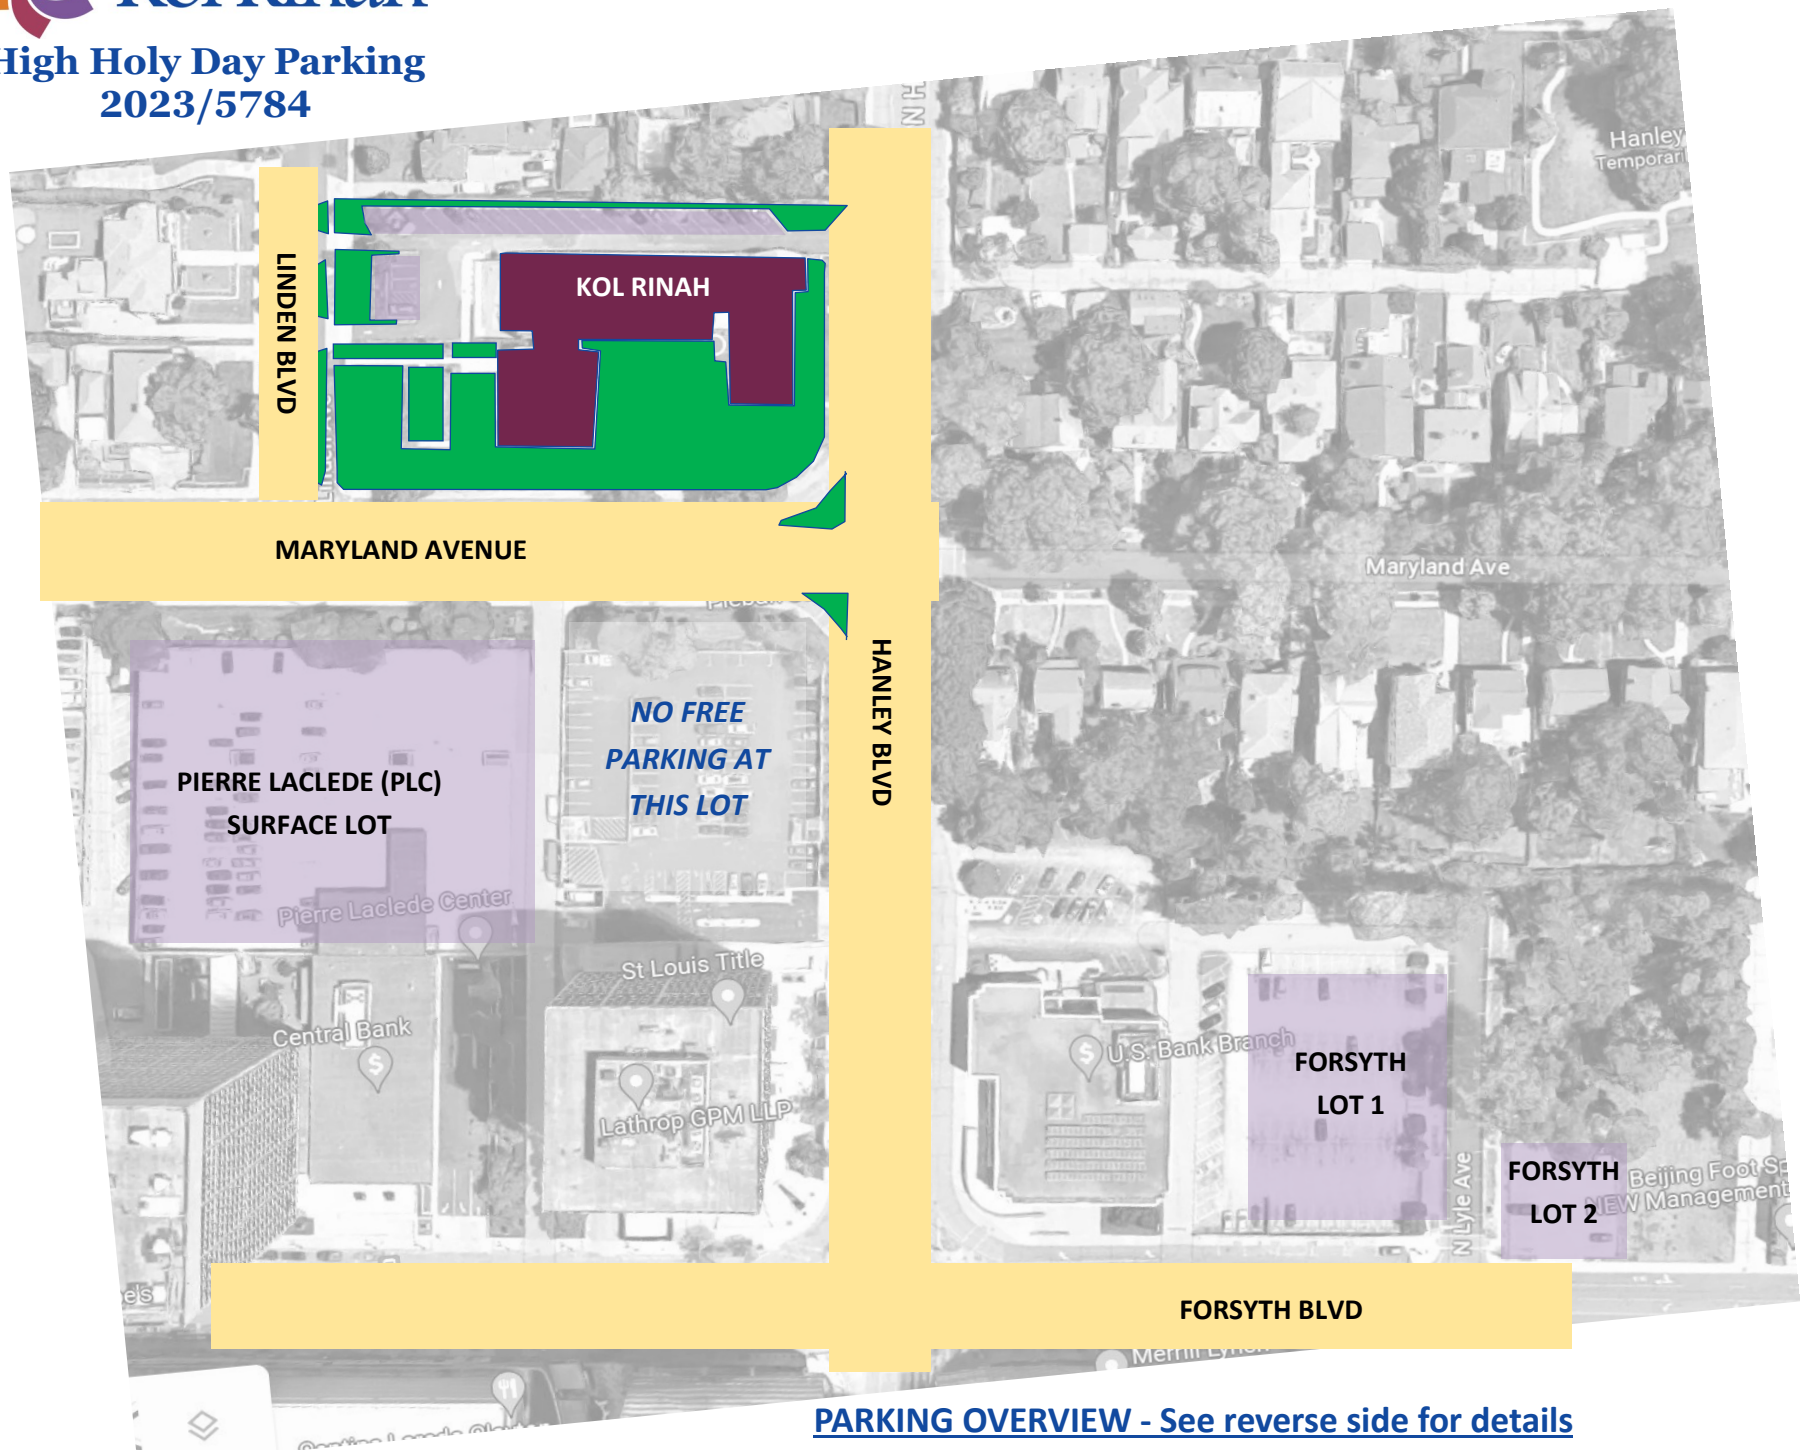 High Holy Day Parking
2023/5784
N H
Hanley
LINDEN BLVD
KOL RINAH
MARYLAND AVENUE
Maryland Ave
HANLEY BLVD
NO FREE
PARKING AT
THIS LOT
PIERRE LACLEDE (PLC)
SURFACE LOT
Pierre Laclede Center
St Louis Title
Central Bank
U.S. Bank Branch
FORSYTH
LOT 1
Lathrop GPM LLP
N Lyle Ave
FORSYTH
LOT 2
Beijing Foot
NEW Management
FORSYTH BLVD
Merrill Lynch
PARKING OVERVIEW - See reverse side for details